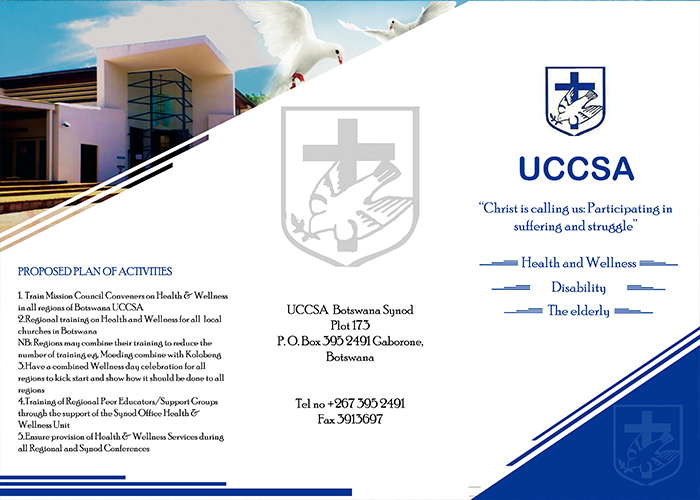 PROPOSED PLAN OF ACTIVITIES
1. Train Mission Council Conveners on Health & Wellness
in all regions of Botswana UCCSA
2.Regional training on Health and Wellness for all local
churches in Botswana
NB: Regions may combine their training to reduce the
number of training eg, Moeding combine with Kolobeng
3.Have a combined Wellness day celebration for all
regions to kick start and show how it should be done to all
regions
4.Training of Regional Peer Educators/Support Groups
through the support of the Synod Office Health &
Wellness Unit
5.Ensure provision of Health & Wellness Services during
all Regional and Synod Conferences
UCCSA Botswana Synod
Plot 173
P. O. Box 395 2491 Gaborone,
Botswana
Tel no +267 395 2491
Fax 3913697
UCCSA
“Christ is calling us: Participating in
suffering and struggle”
Health and Wellness
Disability
The elderly